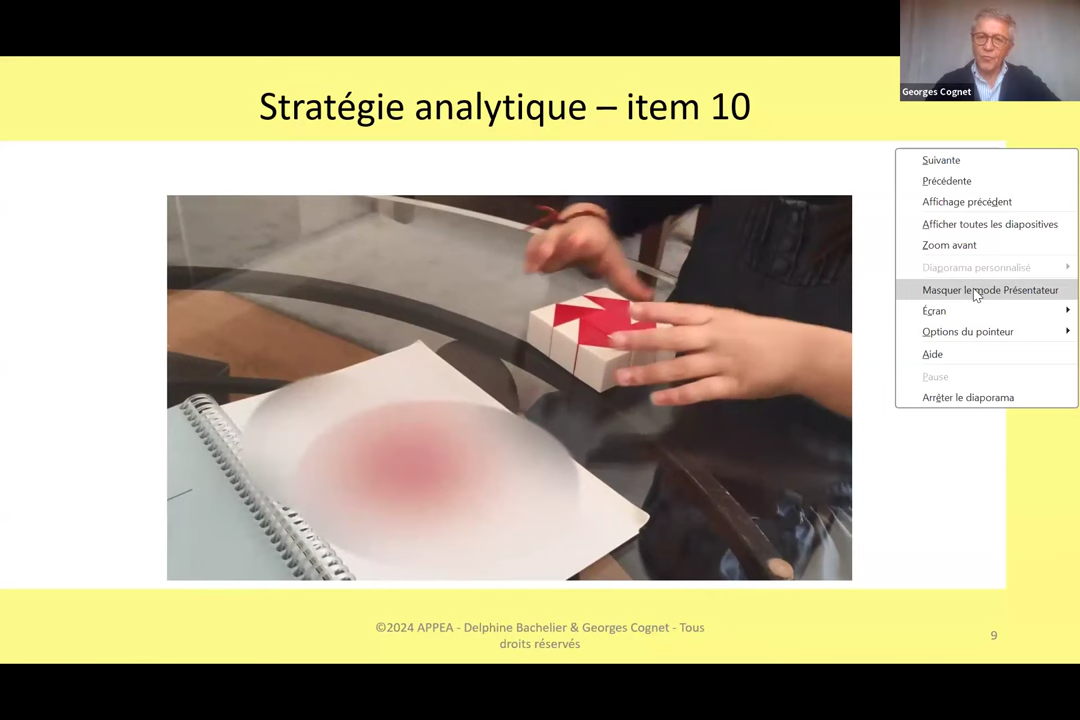 Georges Cognet
Stratégie analytique – item 10
Suivante
Précédente
Affichage précédent
Afficher toutes les diapositives
Zoom avant
Diaporama personnalisé
Masquer le mode Présentateur
Écran
Options du pointeur
Aide
Pause
Arrêter le diaporama
©2024 APPEA - Delphine Bachelier & Georges Cognet - Tous
droits réservés
9